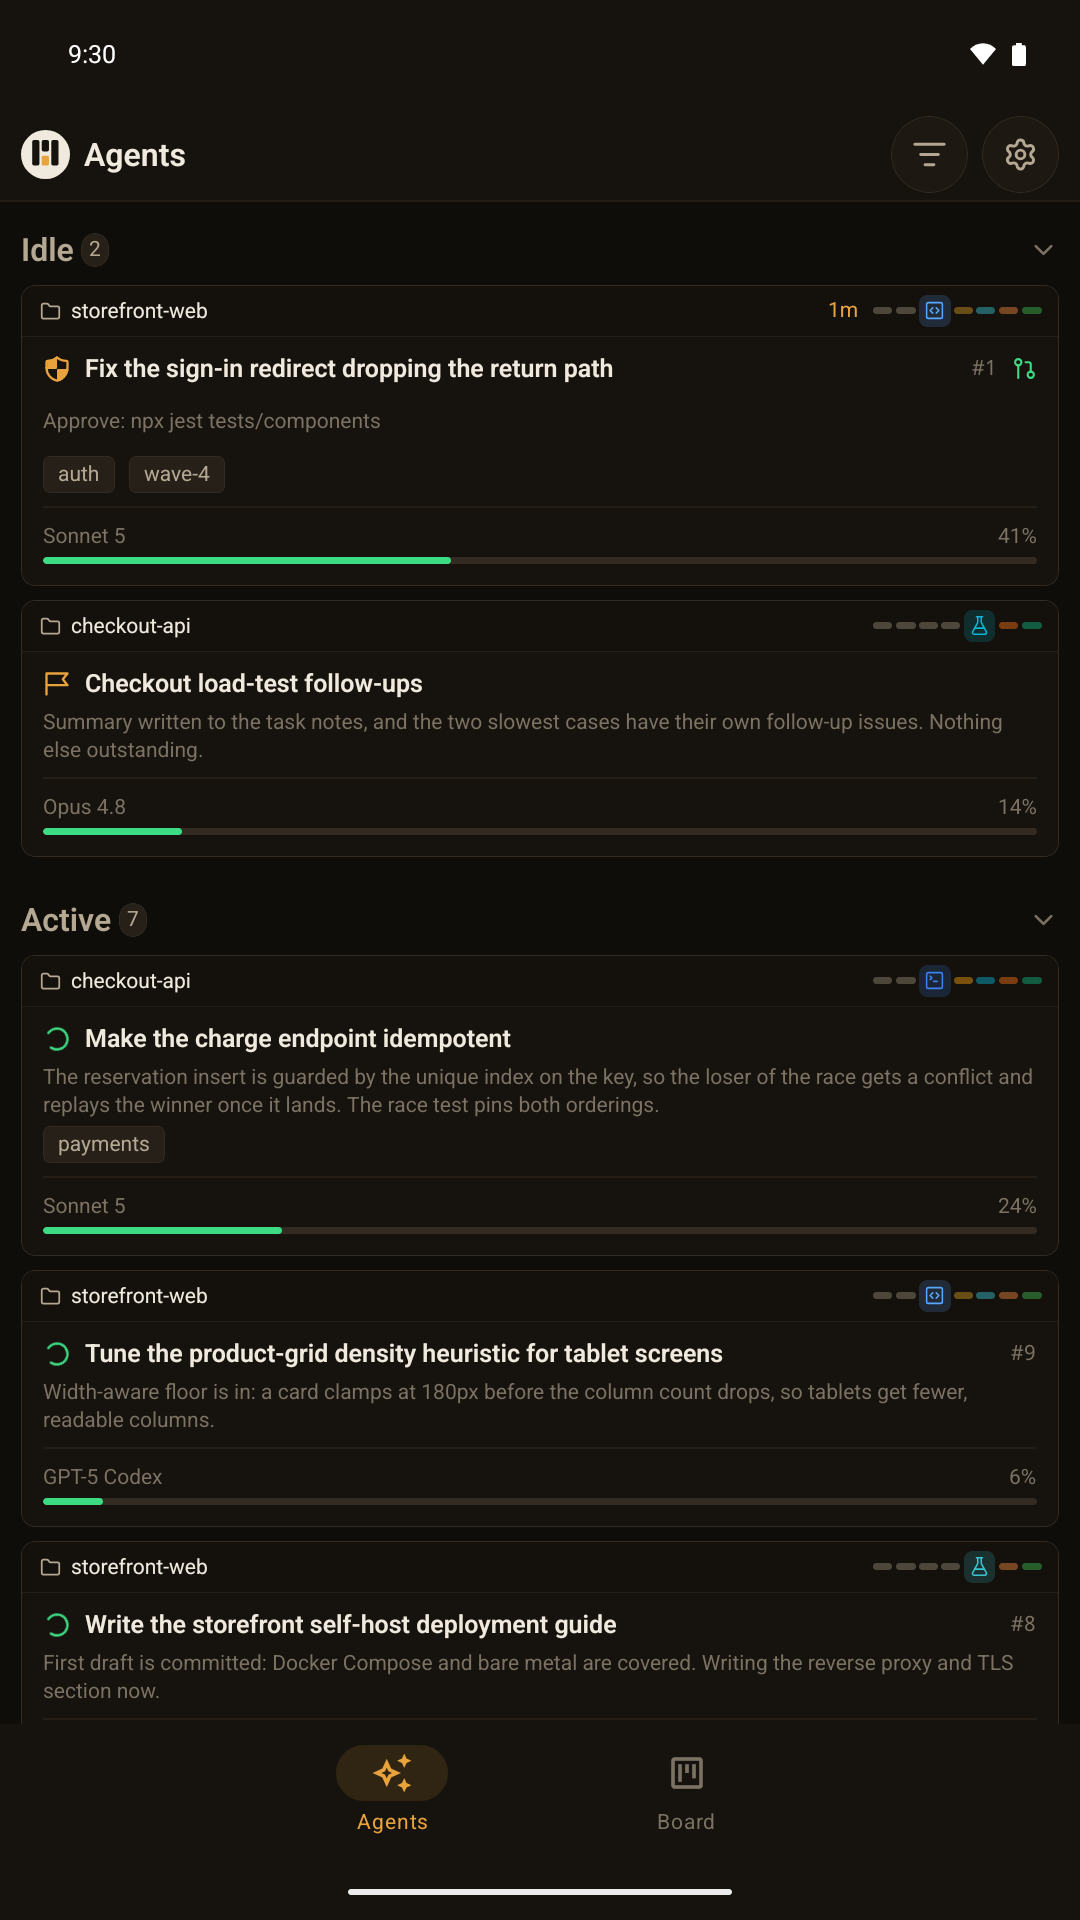 9:30
Agents
Idle 2
storefront-web 1m
Fix the sign-in redirect dropping the return path #1
Approve: npx jest tests/components
auth wave-4
Sonnet 5 41%
checkout-api
Checkout load-test follow-ups
Summary written to the task notes, and the two slowest cases have their own follow-up issues. Nothing
else outstanding.
Opus 4.8 14%
Active 7
checkout-api
Make the charge endpoint idempotent
The reservation insert is guarded by the unique index on the key, so the loser of the race gets a conflict and
replays the winner once it lands. The race test pins both orderings.
payments
Sonnet 5 24%
storefront-web
Tune the product-grid density heuristic for tablet screens #9
Width-aware floor is in: a card clamps at 180px before the column count drops, so tablets get fewer,
readable columns.
GPT-5 Codex 6%
storefront-web
Write the storefront self-host deployment guide #8
First draft is committed: Docker Compose and bare metal are covered. Writing the reverse proxy and TLS
section now.
Agents Board